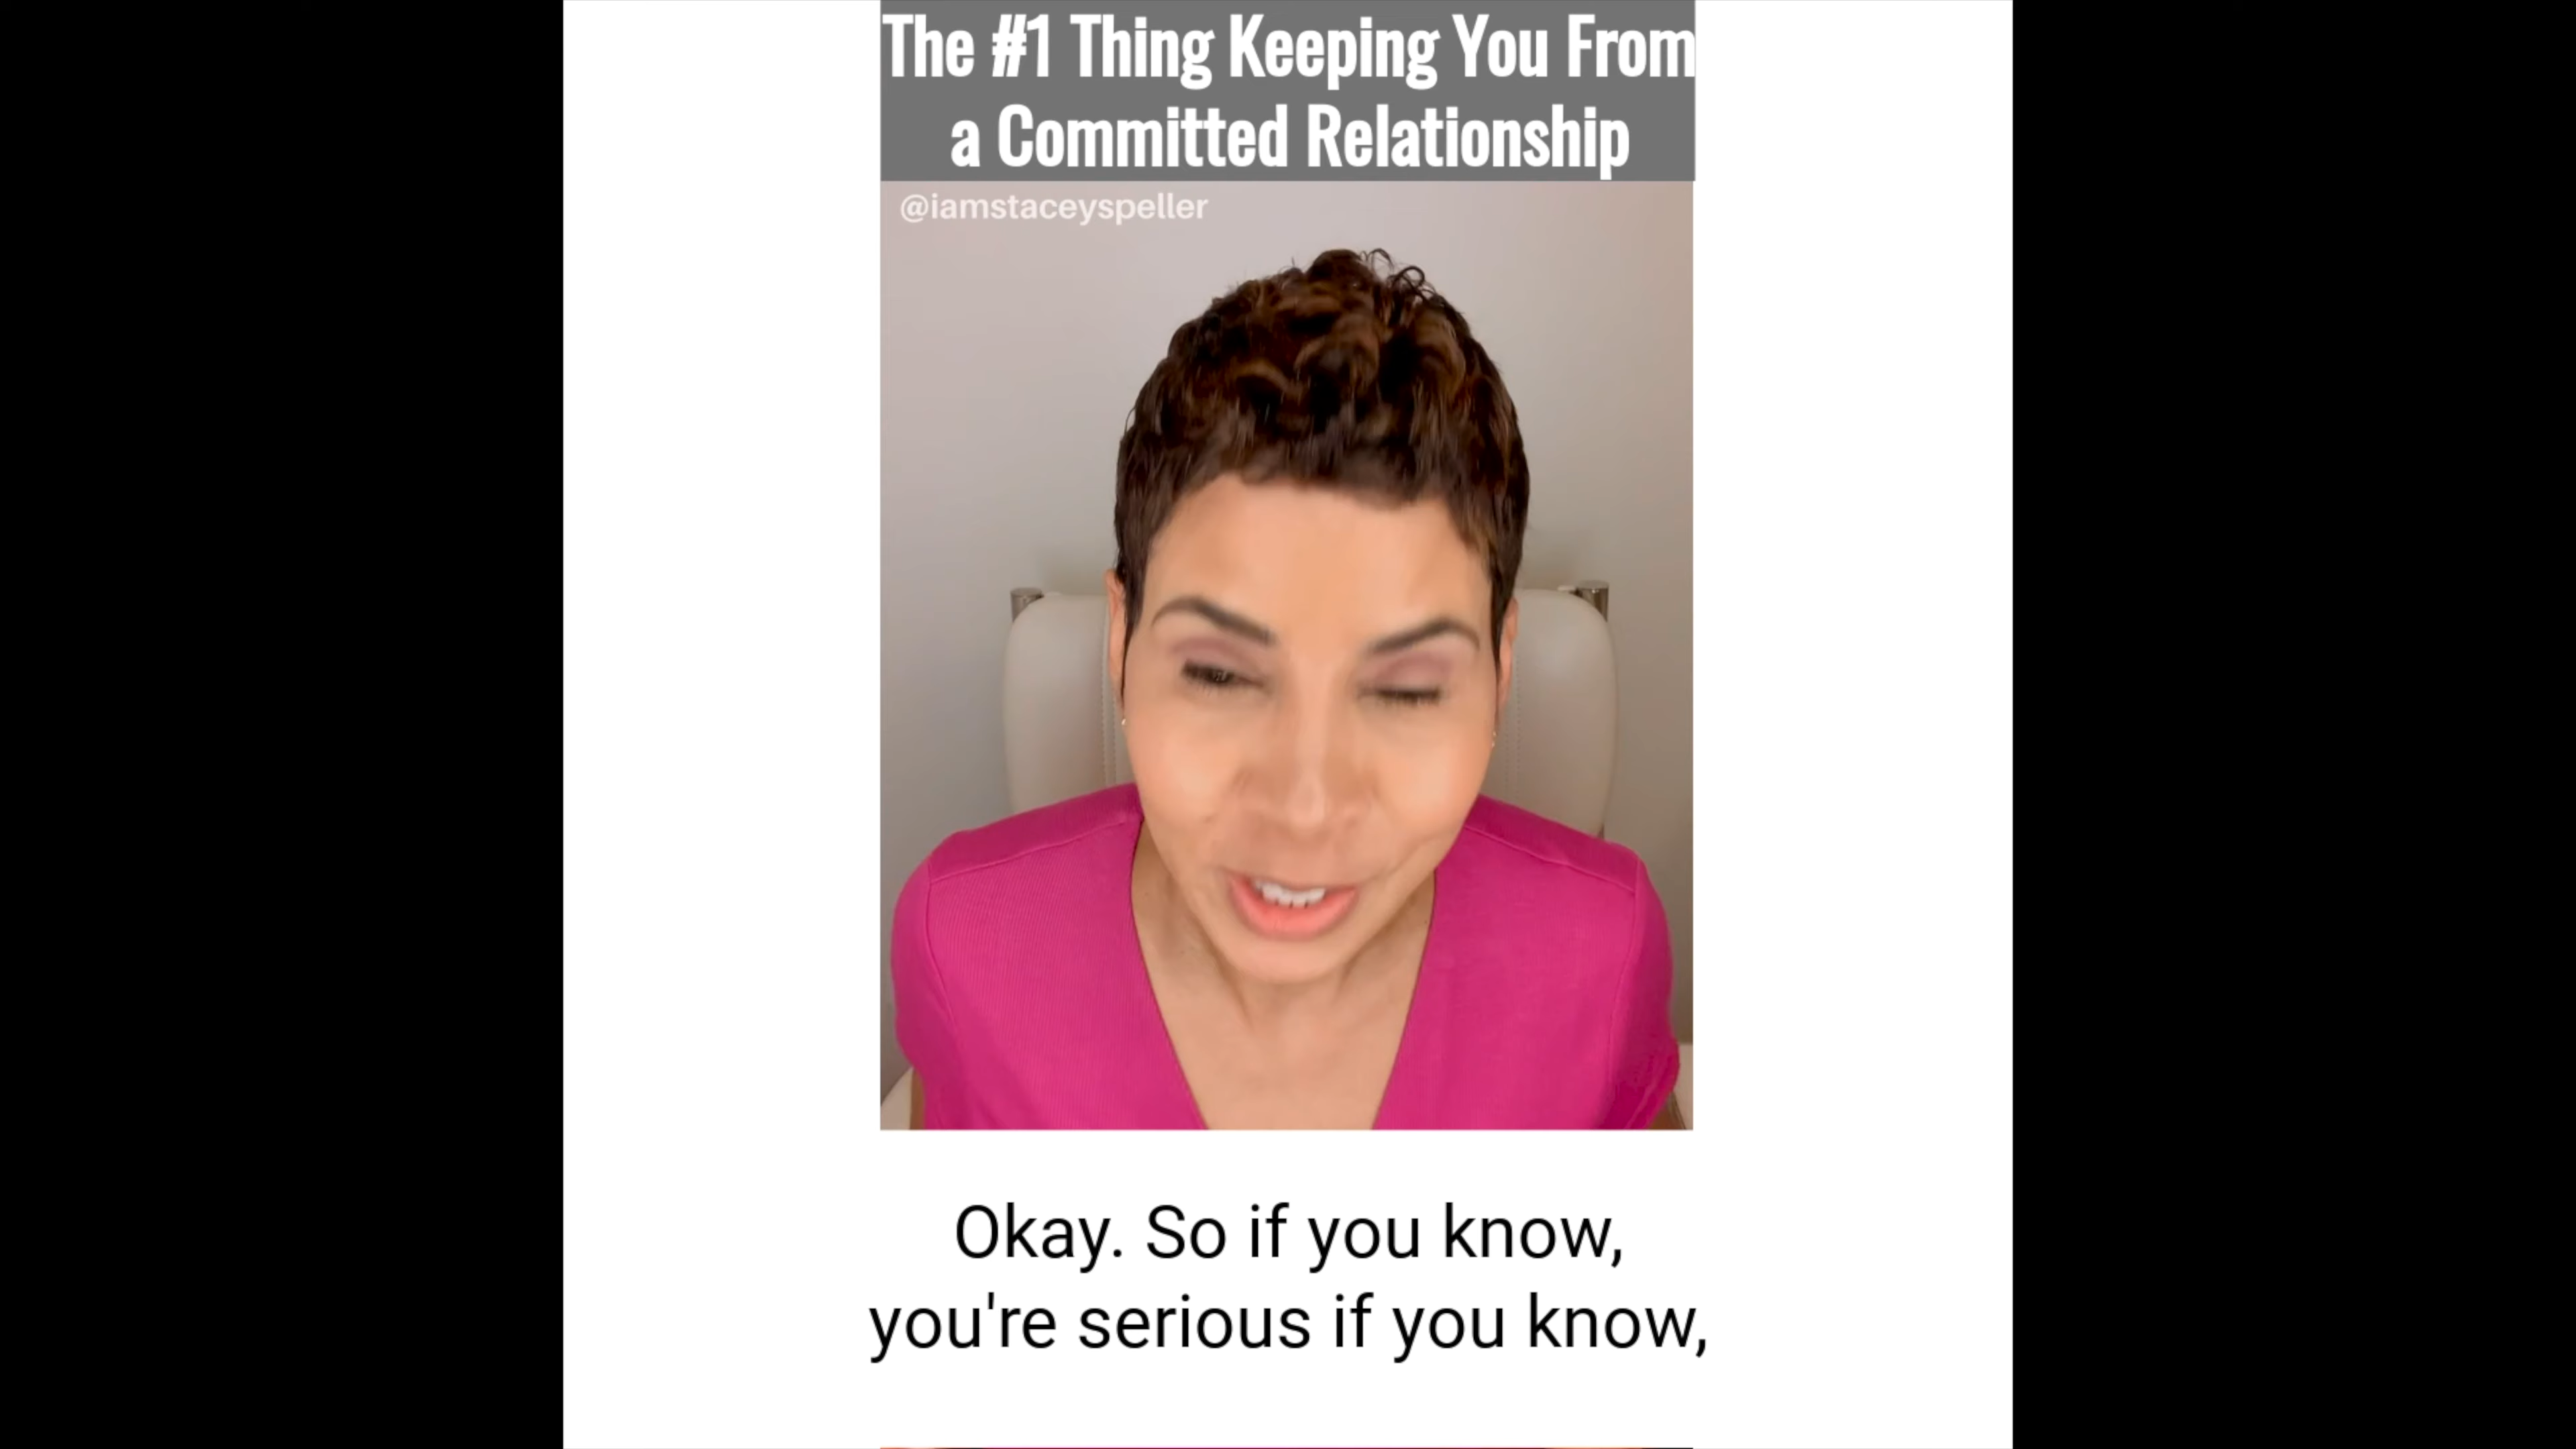 The #1 Thing Keeping You From
a Committed Relationship
@iamstaceyspeller
Okay. So if you know,
you're serious if you know,